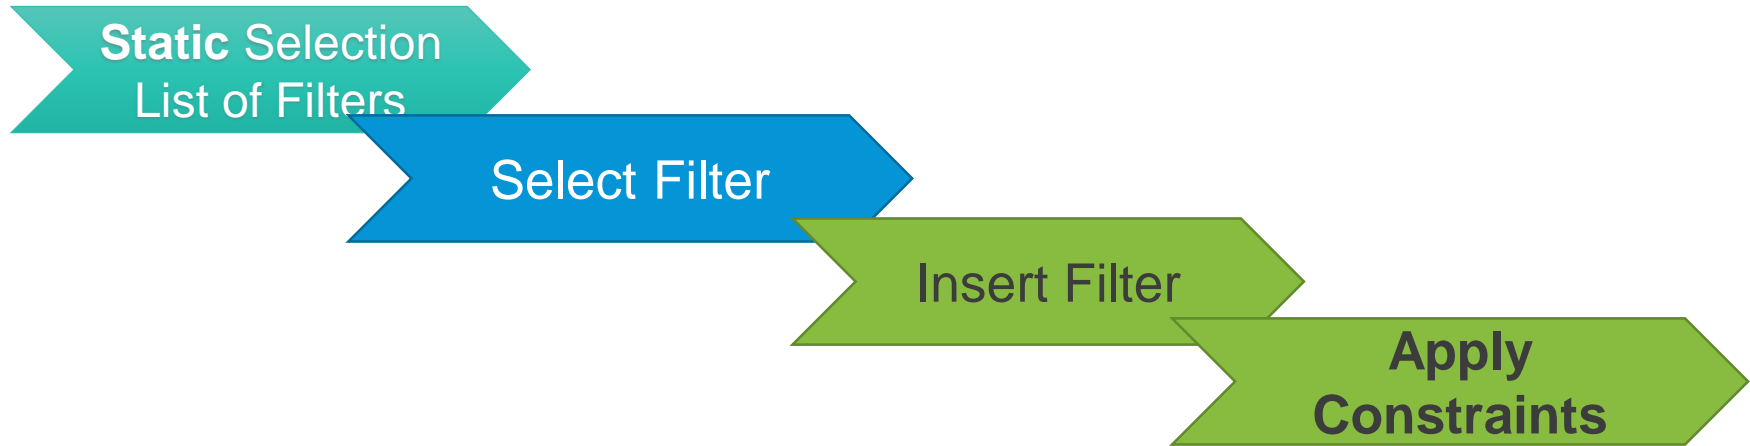 Static Selection
List of Filters
Select Filter
Insert Filter
Apply
Constraints